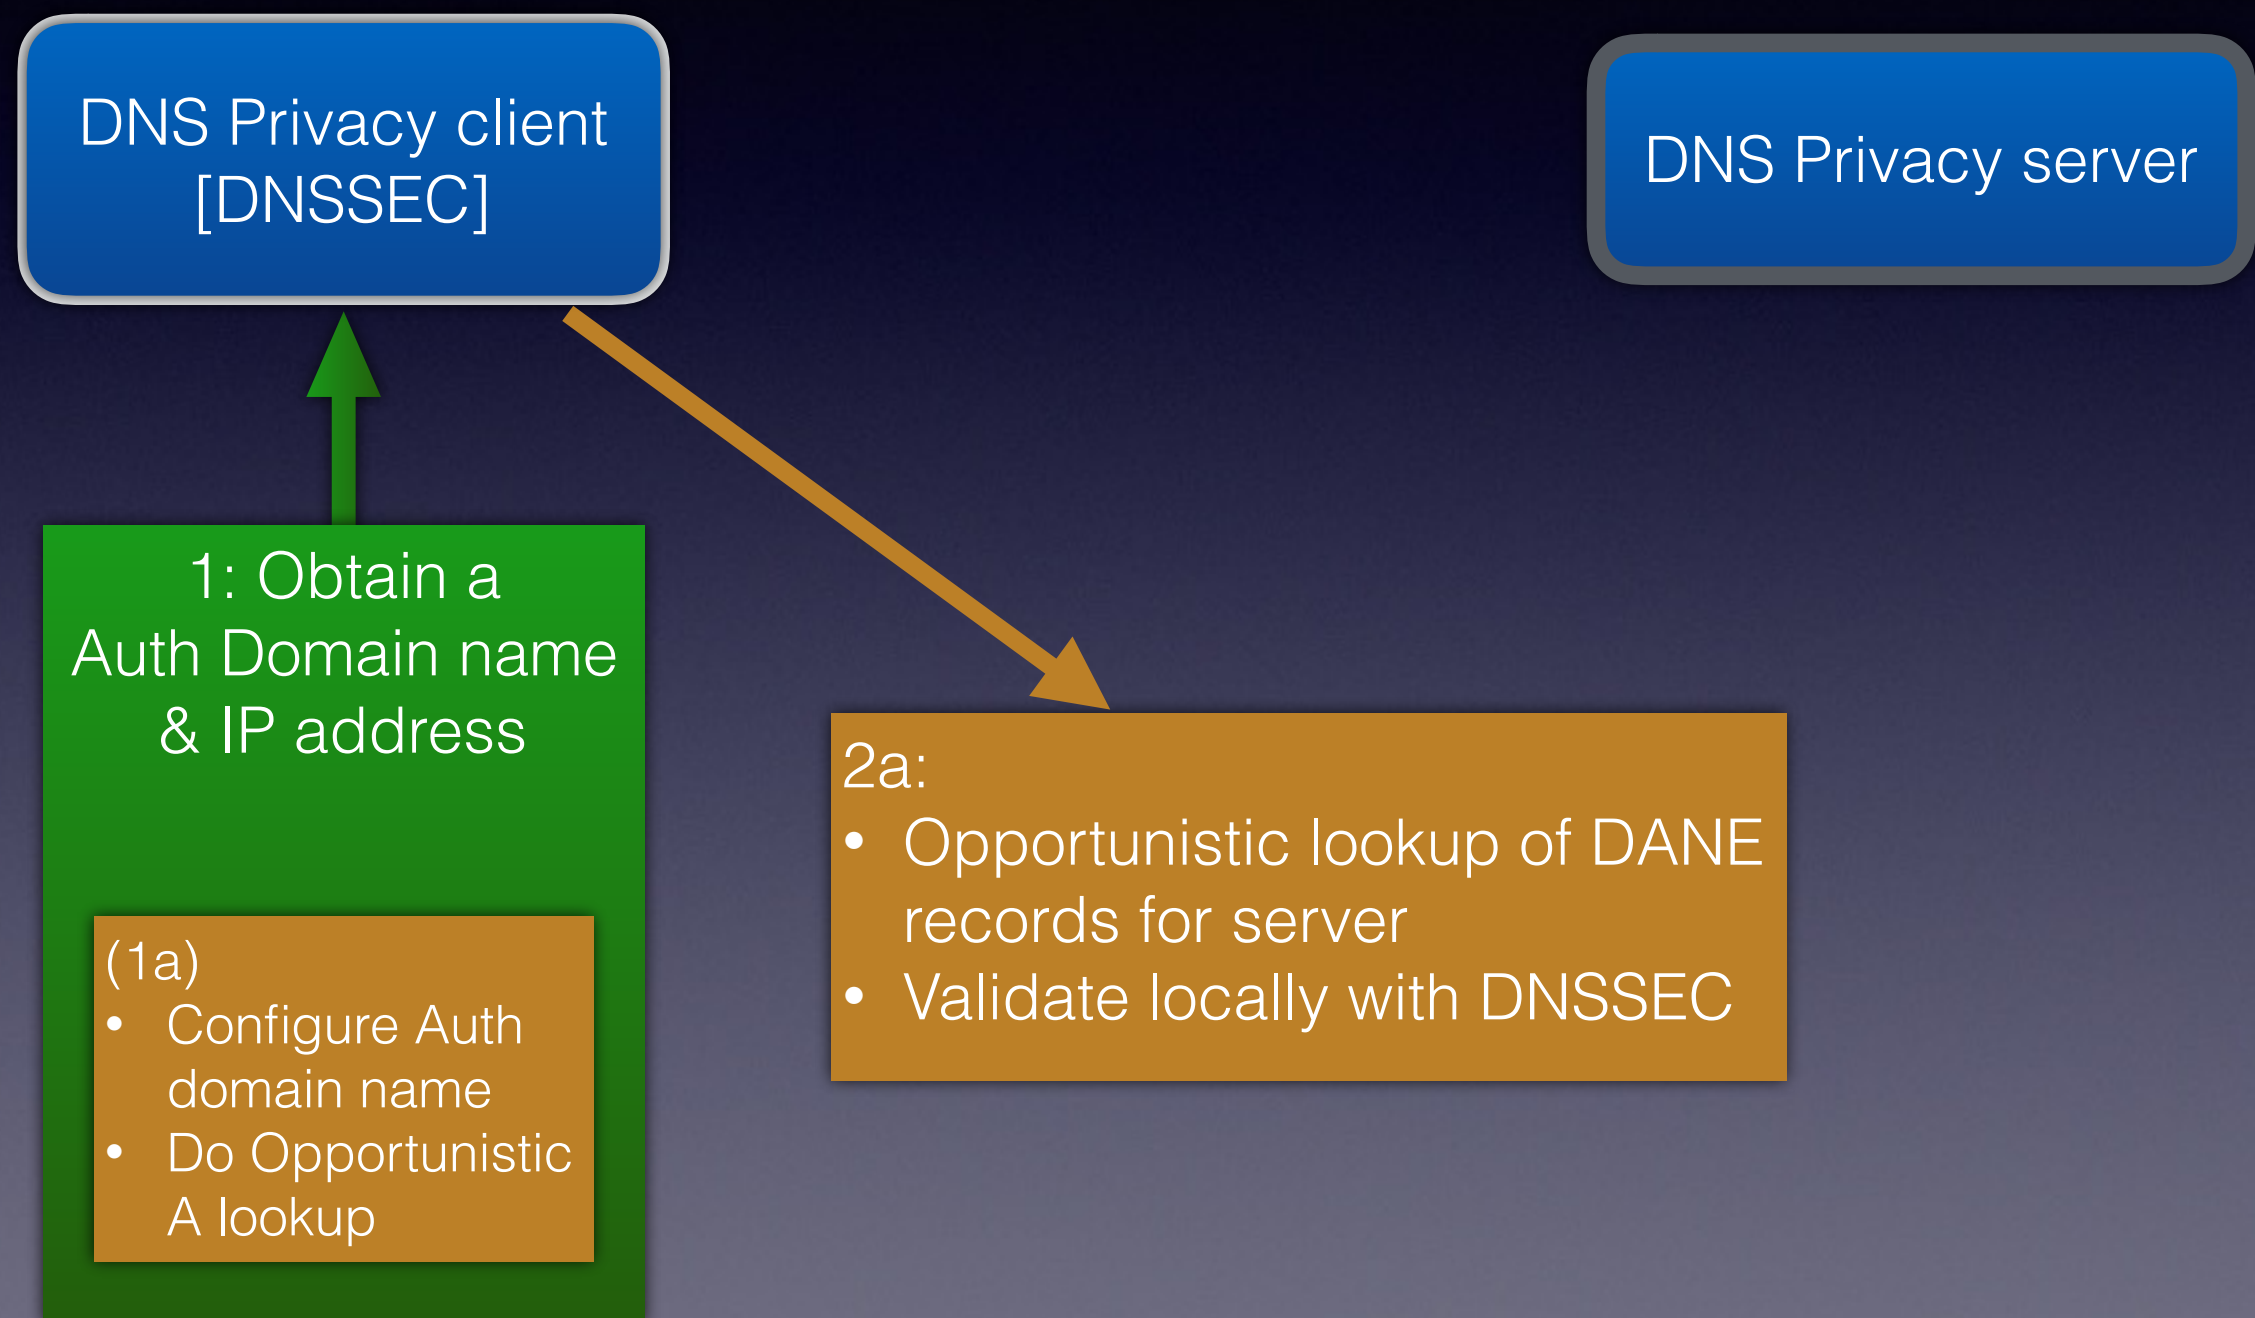 DNS Privacy client
[DNSSEC]
DNS Privacy server
1: Obtain a
Auth Domain name
& IP address
(1a)
• Configure Auth
domain name
• Do Opportunistic
A lookup
2a:
• Opportunistic lookup of DANE
records for server
• Validate locally with DNSSEC